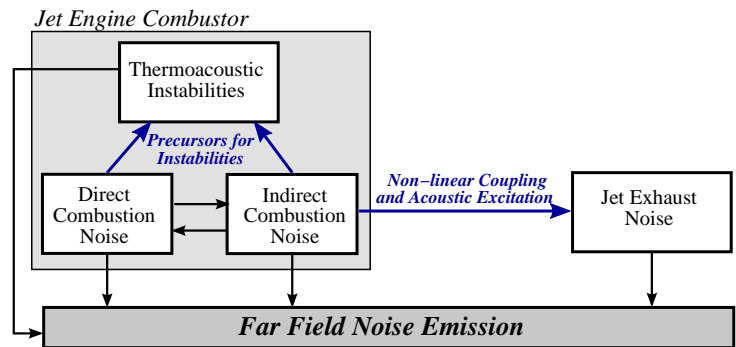 Jet Engine Combustor
Thermoacoustic
Instabilities
Precursors for
Instabilities
Direct
Combustion
Noise
Indirect
Combustion
Noise
Non−linear Coupling
and Acoustic Excitation
Jet Exhaust
Noise
Far Field Noise Emission